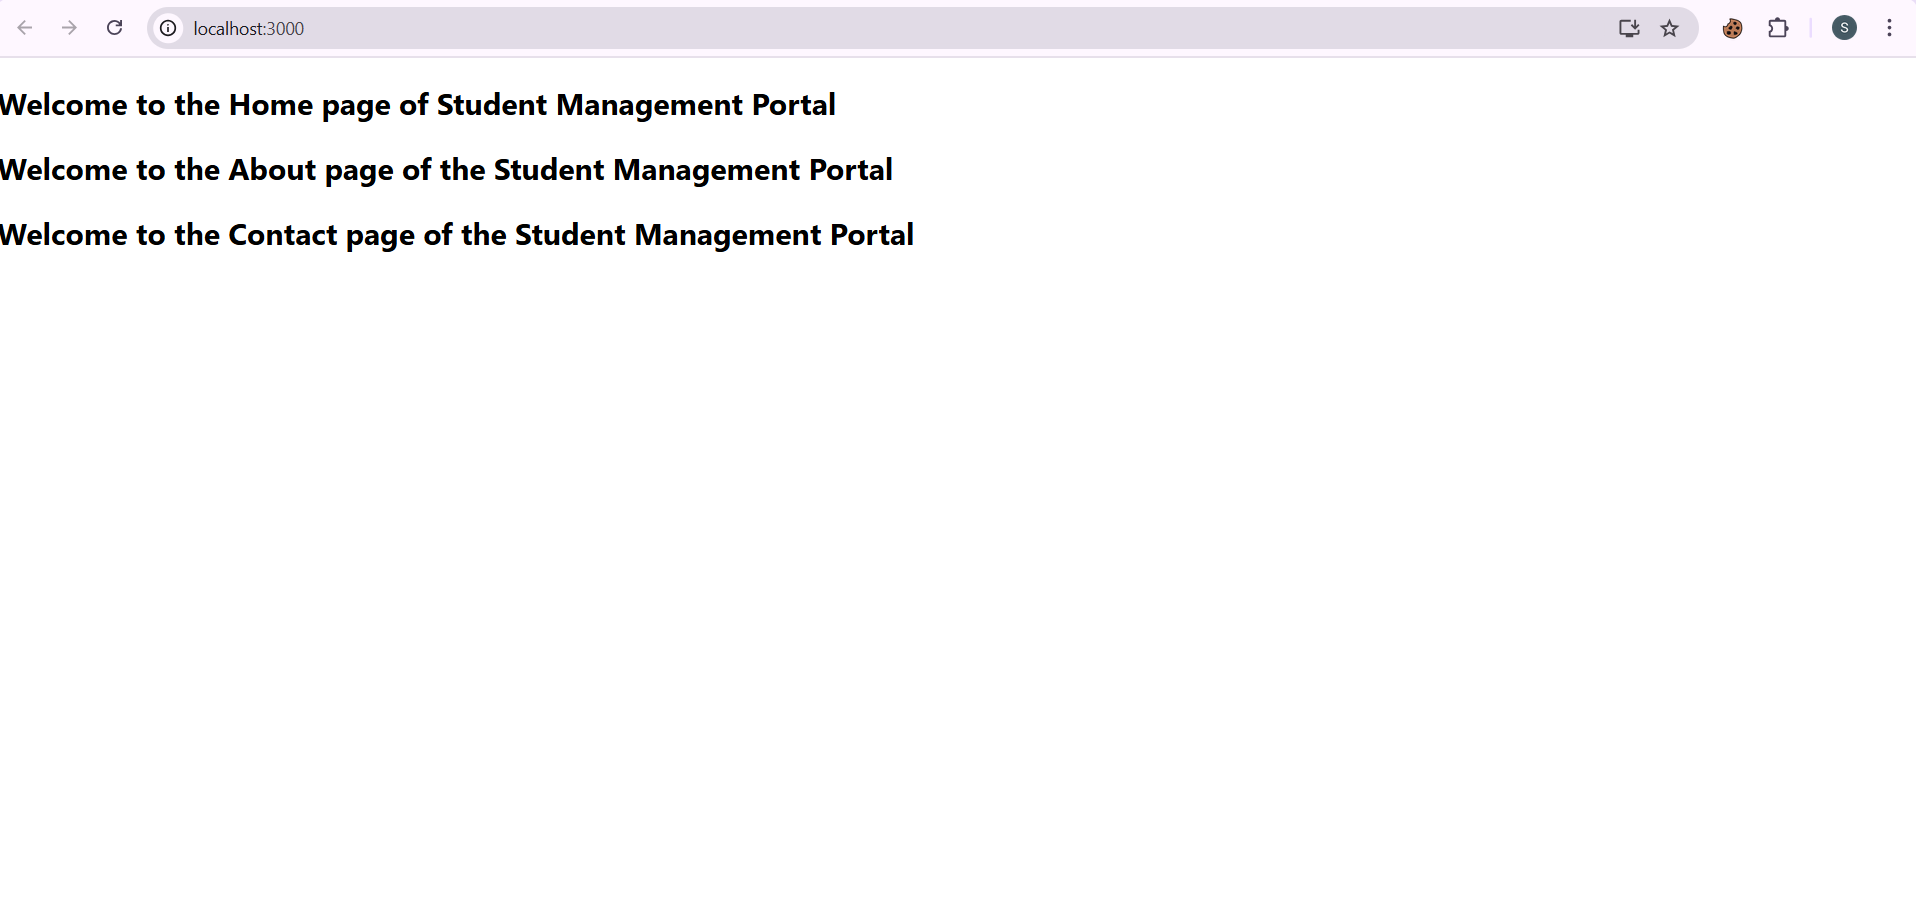 localhost:3000
S
Welcome to the Home page of Student Management Portal
Welcome to the About page of the Student Management Portal
Welcome to the Contact page of the Student Management Portal